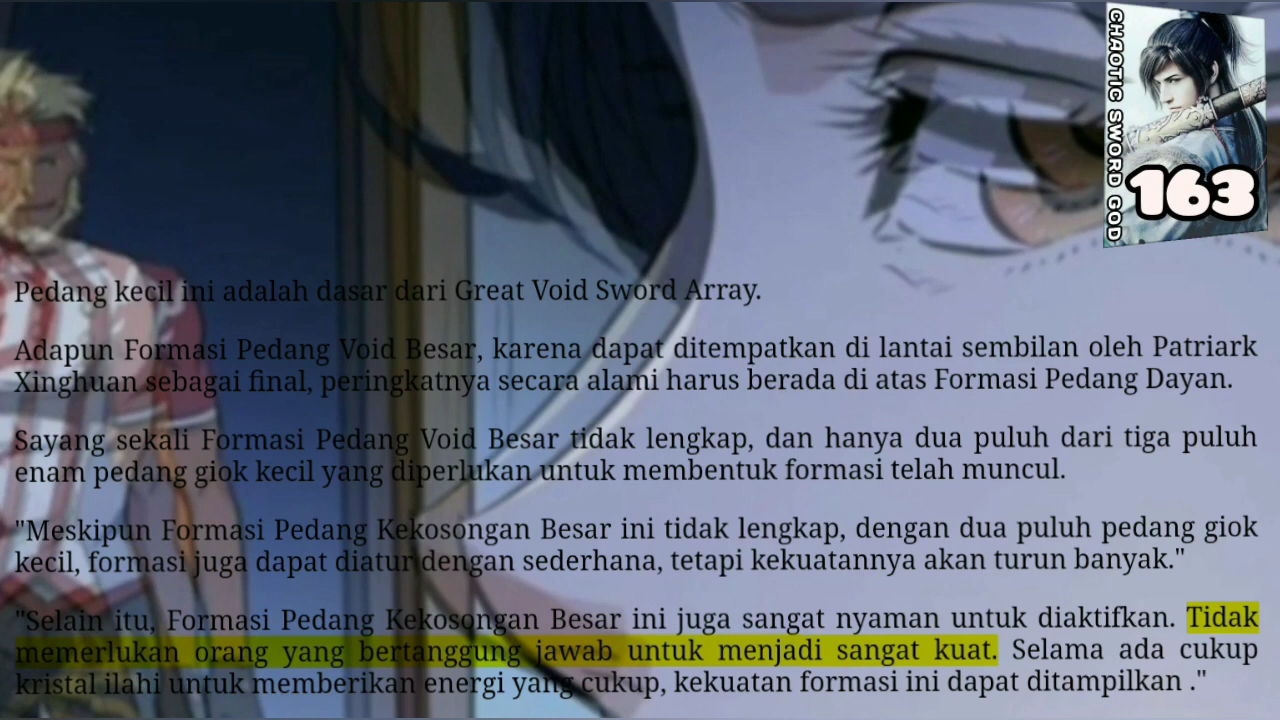 CHAOTIC SWORD GOD
163
Pedang kecil ini adalah dasar dari Great Void Sword Array.
Adapun Formasi Pedang Void Besar, karena dapat ditempatkan di lantai sembilan oleh Patriark
Xinghuan sebagai final, peringkatnya secara alami harus berada di atas Formasi Pedang Dayan.
Sayang sekali Formasi Pedang Void Besar tidak lengkap, dan hanya dua puluh dari tiga puluh
enam pedang giok kecil yang diperlukan untuk membentuk formasi telah muncul.
"Meskipun Formasi Pedang Kekosongan Besar ini tidak lengkap, dengan dua puluh pedang giok
kecil, formasi juga dapat diatur dengan sederhana, tetapi kekuatannya akan turun banyak."
"Selain itu, Formasi Pedang Kekosongan Besar ini juga sangat nyaman untuk diaktifkan. Tidak
memerlukan orang yang bertanggung jawab untuk menjadi sangat kuat. Selama ada cukup
kristal ilahi untuk memberikan energi yang cukup, kekuatan formasi ini dapat ditampilkan ."